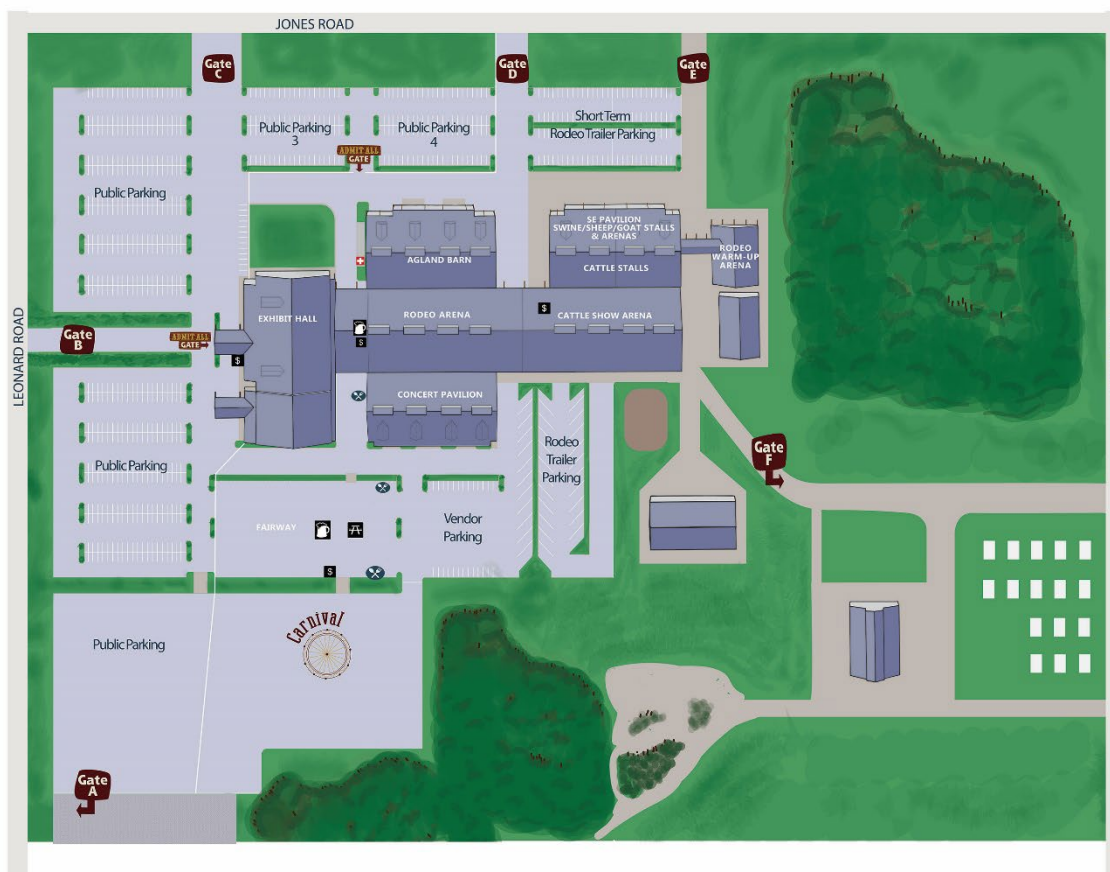 JONES ROAD
Gate
C
Gate
D
Gate
E
Short Term
Rodeo Trailer Parking
Public Parking
3
Public Parking
4
ADMIT ALL
GATE
Public Parking
SE PAVILION
SWINE/SHEEP/GOAT STALLS
& ARENAS
CATTLE STALLS
RODEO
WARM-UP
ARENA
AGLAND BARN
EXHIBIT HALL
RODEO ARENA
CATTLE SHOW ARENA
$
LEONARD ROAD
Gate
B
ADMIT ALL
GATE
$
$
CONCERT PAVILION
Public Parking
Rodeo
Trailer
Parking
Gate
F
FAIRWAY
Vendor
Parking
$
Public Parking
Carnival
Gate
A